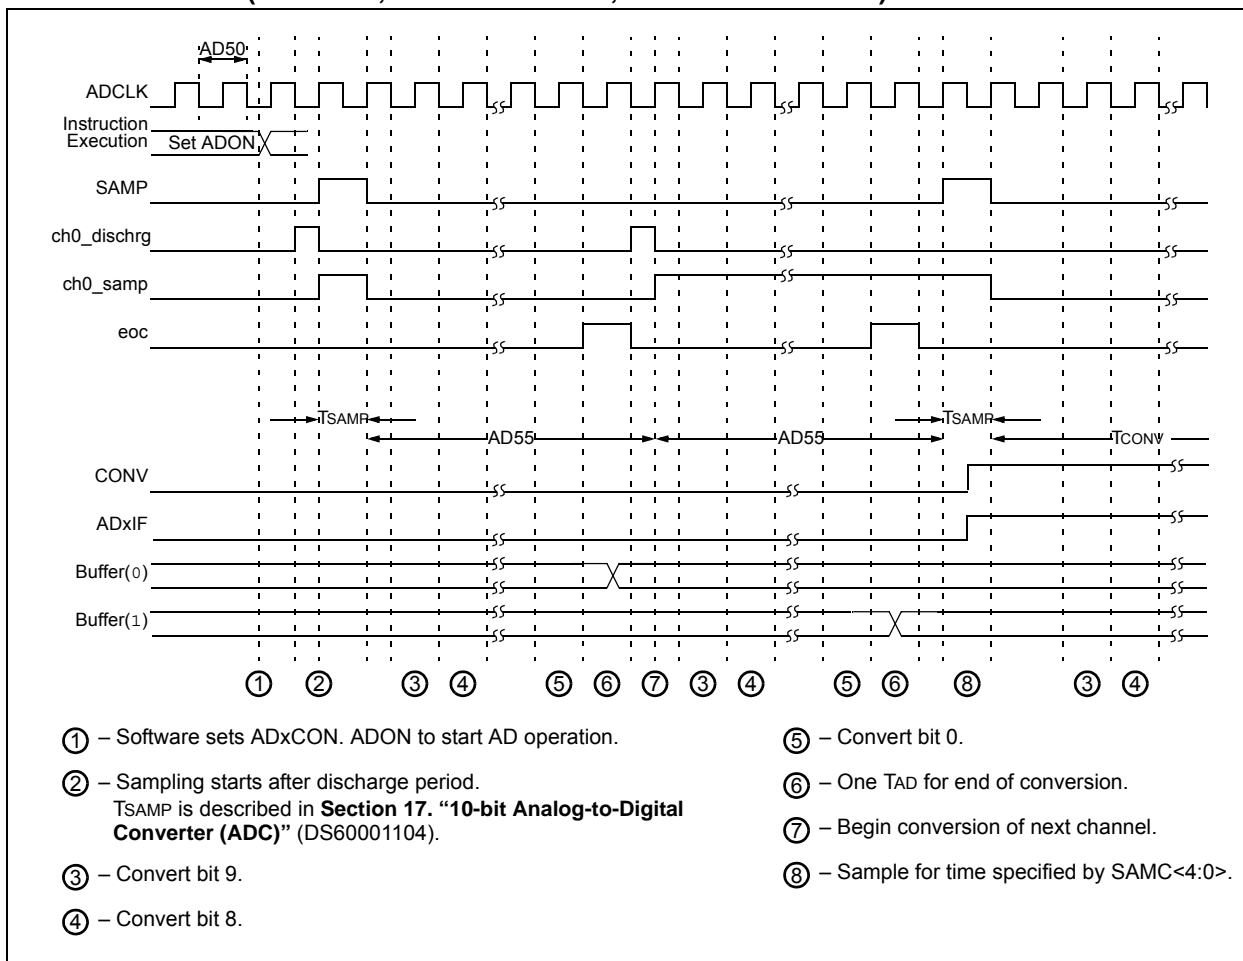 AD50
ADCLK
Instruction
Execution
Set ADON
SAMP
ch0_dischrg
ch0_samp
eoc
TSAMP
TSAMP
AD55
AD55
TCONV
CONV
ADxIF
Buffer(0)
Buffer(1)
1 2 3 4 5 6 7 3 4 5 6 8 3 4
1 – Software sets ADxCON. ADON to start AD operation.
2 – Sampling starts after discharge period.
TSAMP is described in Section 17. “10-bit Analog-to-Digital
Converter (ADC)” (DS60001104).
3 – Convert bit 9.
4 – Convert bit 8.
5 – Convert bit 0.
6 – One TAD for end of conversion.
7 – Begin conversion of next channel.
8 – Sample for time specified by SAMC<4:0>.